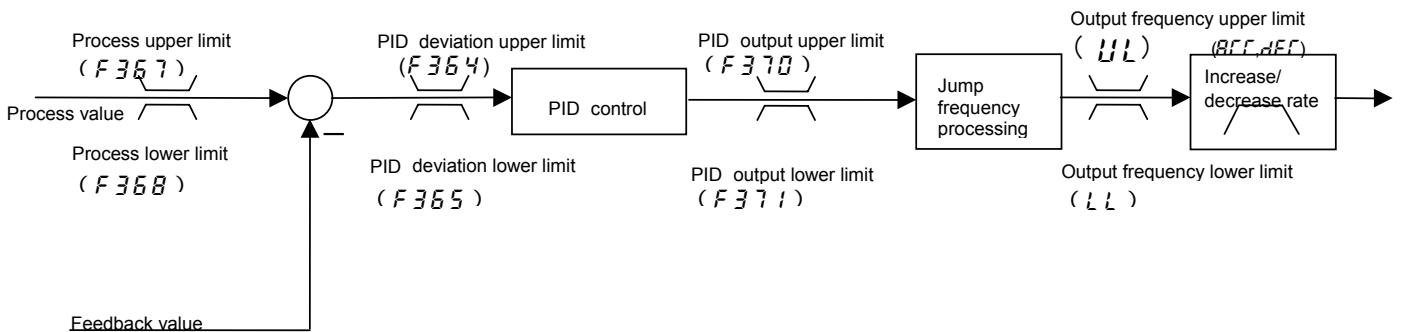 Process upper limit
(F367)
Process value
Process lower limit
(F368)
PID deviation upper limit
(F364)
PID deviation lower limit
(F365)
PID control
PID output upper limit
(F370)
PID output lower limit
(F371)
Jump
frequency
processing
Output frequency upper limit
(UL)
Output frequency lower limit
(LL)
(ACC,dEC)
Increase/
decrease rate
Feedback value